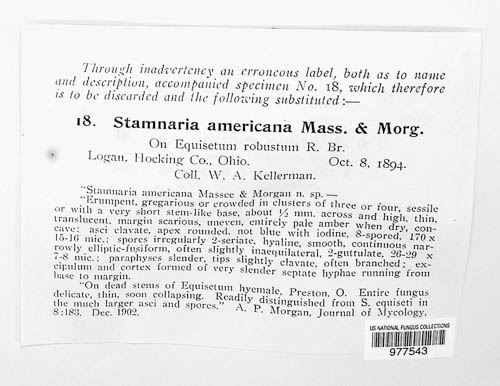 Through inadvertency an erroneous label, both as to name
and description, accompanied specimen No. 18, which therefore
is to be discarded and the following substituted:—
18. Stamnaria americana Mass. & Morg.
On Equisetum robustum R. Br.
Logan, Hocking Co., Ohio. Oct. 8, 1894.
Coll. W. A. Kellerman.
"Stamnaria americana Massee & Morgan n. sp.—
"Erumpent, gregarious or crowded in clusters of three or four, sessile
or with a very short stem-like base, about ½ mm. across and high, thin,
translucent, margin scarious, uneven, entirely pale amber when dry, con-
cave; asci clavate, apex rounded, not blue with iodine, 8-spored, 170 x
15-16 mic.; spores irregularly 2-seriate, hyaline, smooth, continuous nar-
rowly elliptic-fusiform, often slightly inaequilateral, 2-guttulate, 26-29 x
7-8 mic.; paraphyses slender, tips slightly clavate, often branched; ex-
cipulum and cortex formed of very slender septate hyphae running from
base to margin.
"On dead stems of Equisetum hyemale, Preston, O. Entire fungus
delicate, thin, soon collapsing. Readily distinguished from S. equiseti in
the much larger asci and spores." A. P. Morgan, Journal of Mycology,
8:183. Dec. 1902.
US NATIONAL FUNGUS COLLECTIONS
977543